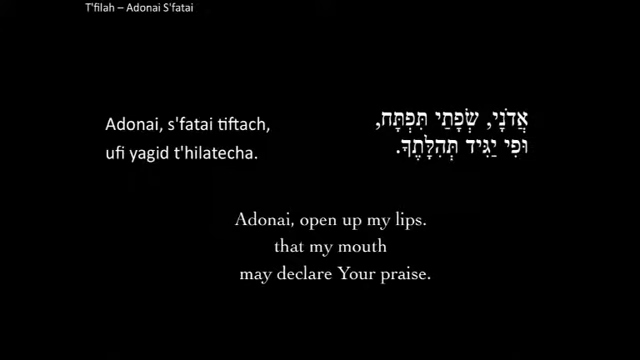 T'filah – Adonai S'fatai
Adonai, s'fatai tiftach,
ufi yagid t'hilatecha.
אֲדֹנָי, שְׂפָתַי תִּפְתָּח,
וּפִי יַגִּיד תְּהִלָּתֶךָ.
Adonai, open up my lips.
that my mouth
may declare Your praise.